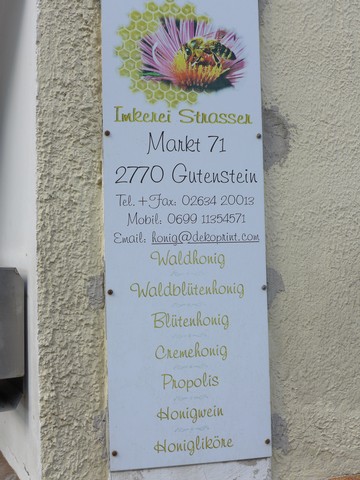 Imkerei Strasser
Markt 71
2770 Gutenstein
Tel.+Fax: 02634 20013
Mobil: 0699 11354571
Email: honig@dekoprint.com
Waldhonig
Waldblütenhonig
Blütenhonig
Cremehonig
Propolis
Honigwein
Honigliköre